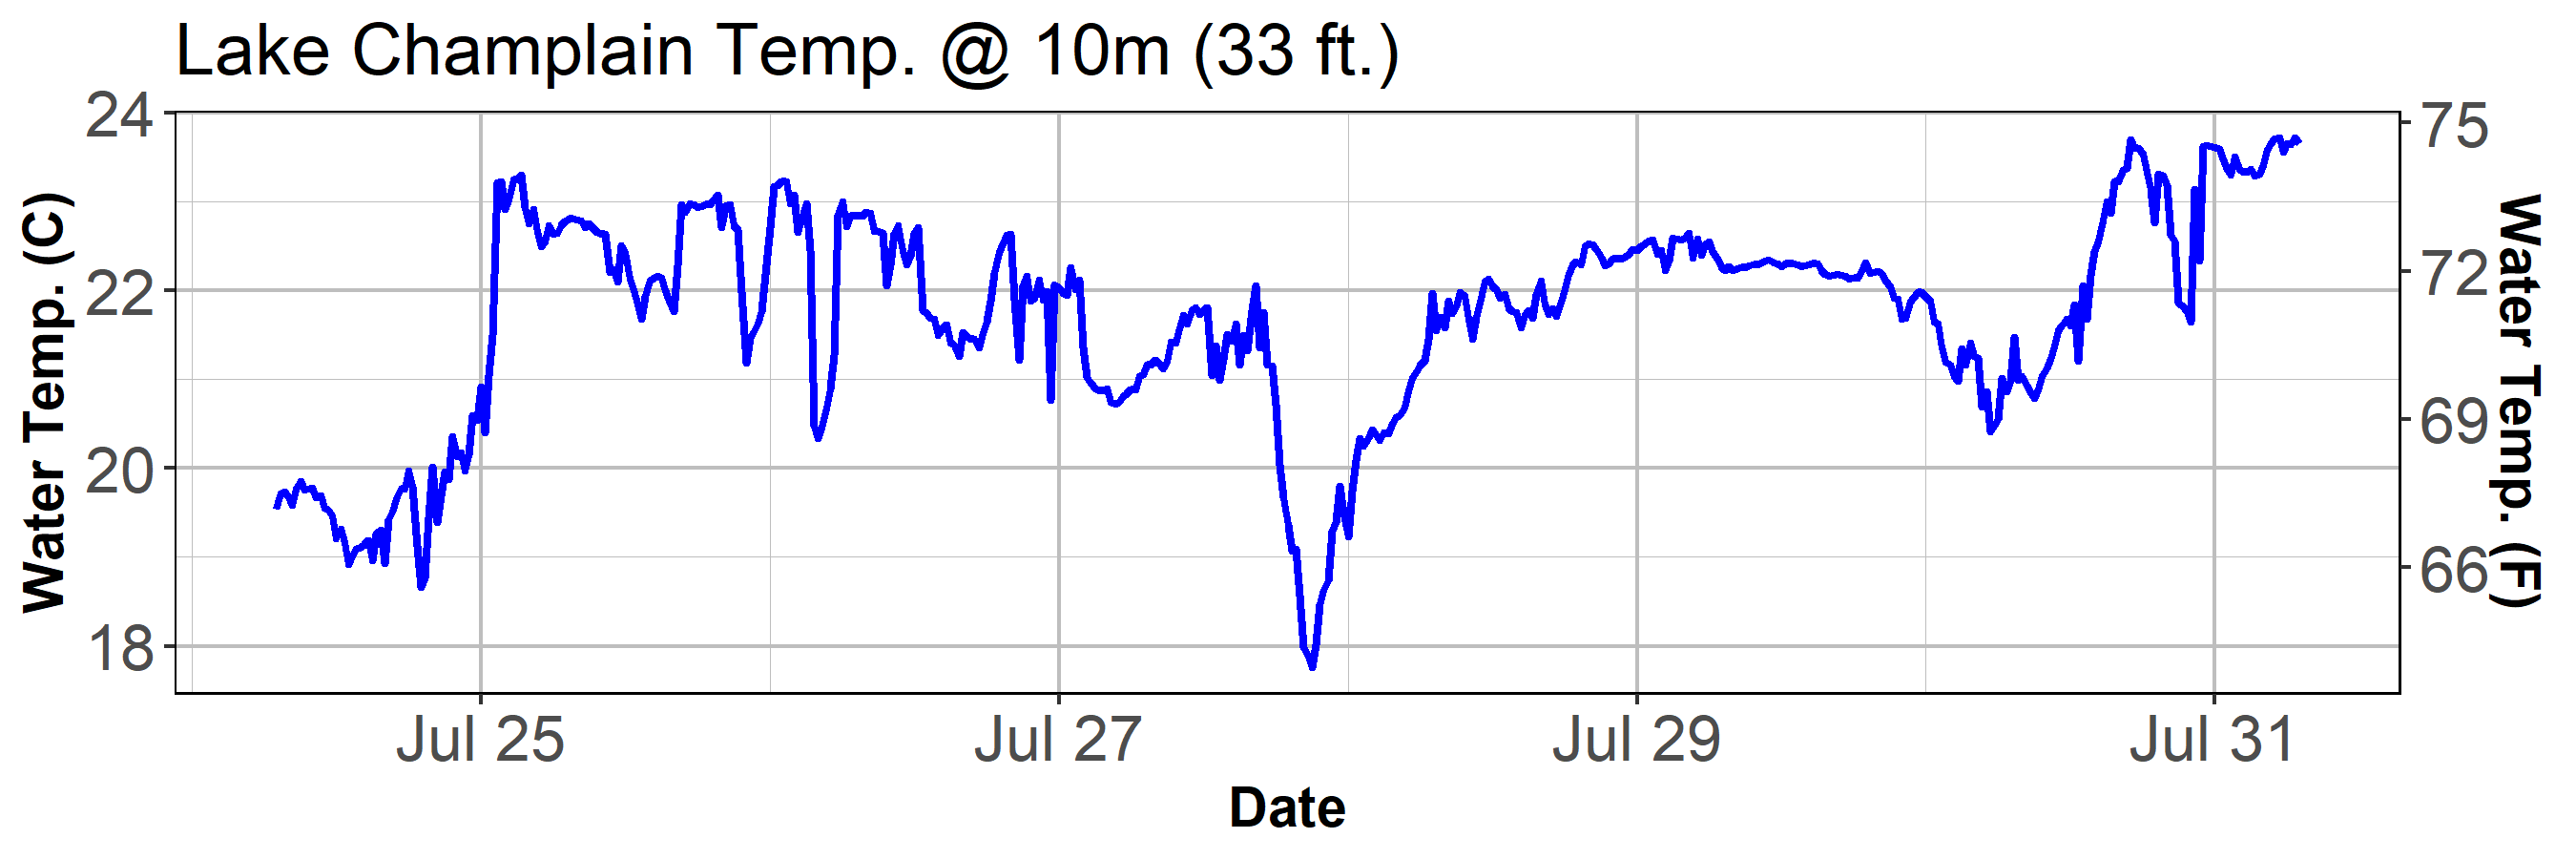 Lake Champlain Temp. @ 10m (33 ft.)
24
22
20
18
Water Temp. (C)
75
72
69
66
Water Temp. (F)
Jul 25
Jul 27
Jul 29
Jul 31
Date